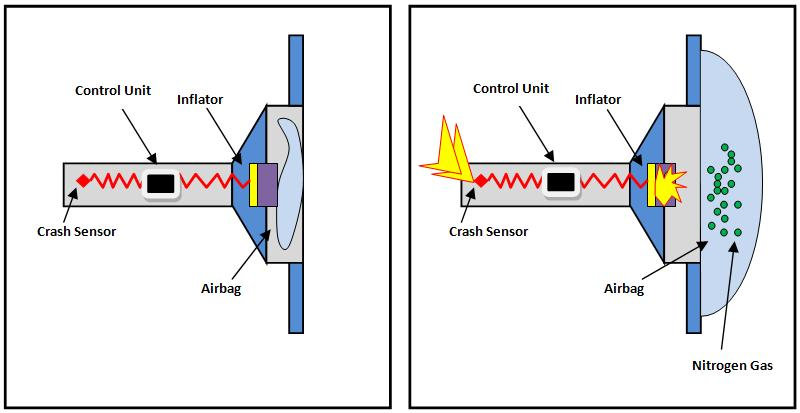 Control Unit
Inflator
Crash Sensor
Airbag
Control Unit
Inflator
Crash Sensor
Airbag
Nitrogen Gas